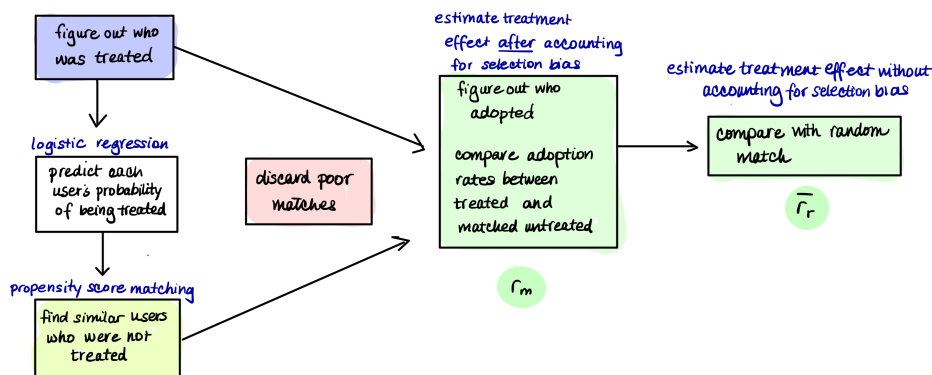 figure out who
was treated
logistic regression
predict each
user's probability
of being treated
propensity score matching
find similar users
who were not
treated
discard poor
matches
estimate treatment
effect after accounting
for selection bias
figure out who
adopted
compare adoption
rates between
treated and
matched untreated
rₘ
estimate treatment effect without
accounting for selection bias
compare with random
match
r̅ᵣ